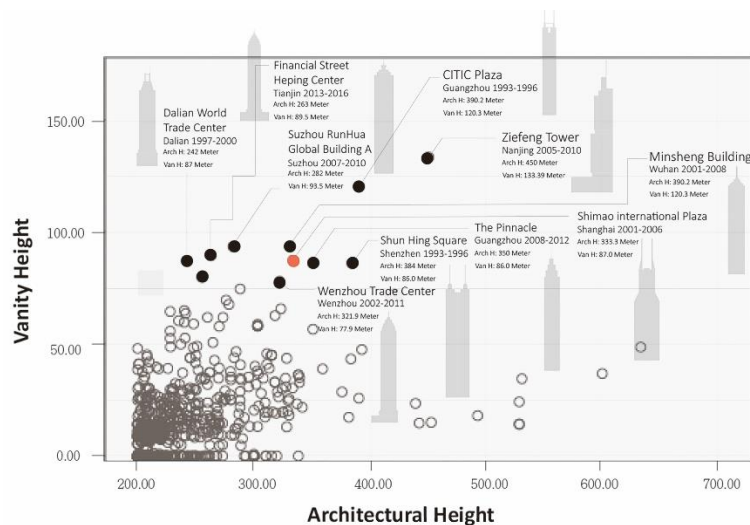 Financial Street
Heping Center
Tianjin 2013-2016
Arch H: 263 Meter
Van H: 89.5 Meter
CITIC Plaza
Guangzhou 1993-1996
Arch H: 390.2 Meter
Van H: 120.3 Meter
Dalian World
Trade Center
Dalian 1997-2000
Arch H: 242 Meter
Van H: 87 Meter
Suzhou RunHua
Global Building A
Suzhou 2007-2010
Arch H: 282 Meter
Van H: 93.5 Meter
Ziefeng Tower
Nanjing 2005-2010
Arch H: 450 Meter
Van H: 133.39 Meter
Minsheng Building
Wuhan 2001-2008
Arch H: 390.2 Meter
Van H: 120.3 Meter
Shimao international Plaza
Shanghai 2001-2006
Arch H: 333.3 Meter
Van H: 87.0 Meter
The Pinnacle
Guangzhou 2008-2012
Arch H: 350 Meter
Van H: 86.0 Meter
Shun Hing Square
Shenzhen 1993-1996
Arch H: 384 Meter
Van H: 86.0 Meter
Wenzhou Trade Center
Wenzhou 2002-2011
Arch H: 321.9 Meter
Van H: 77.9 Meter
Vanity Height
150.00
100.00
50.00
0.00
200.00 300.00 400.00 500.00 600.00 700.00
Architectural Height